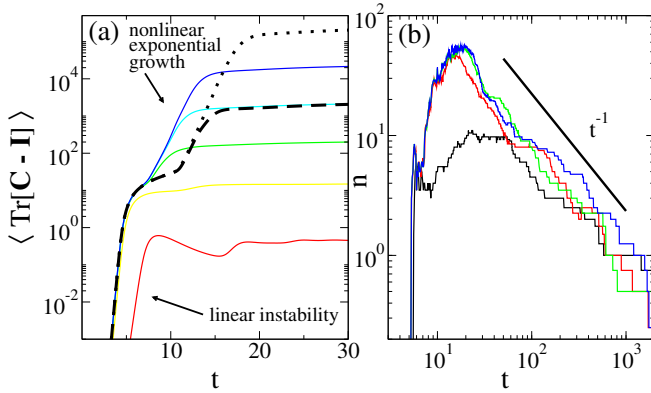 (a)
nonlinear
exponential
growth
linear instability
⟨ Tr[C - I] ⟩
10^4
10^2
10^0
10^-2
10
20
30
t
(b)
t^-1
n
10^2
10^1
10^0
10^1
10^2
10^3
t